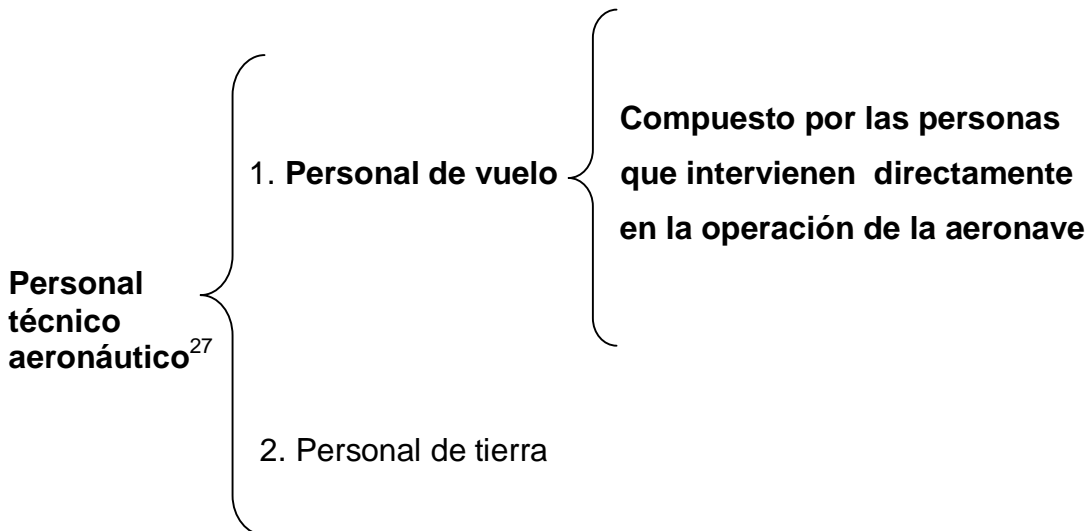 Personal
técnico
aeronáutico27
1. Personal de vuelo
Compuesto por las personas
que intervienen directamente
en la operación de la aeronave
2. Personal de tierra